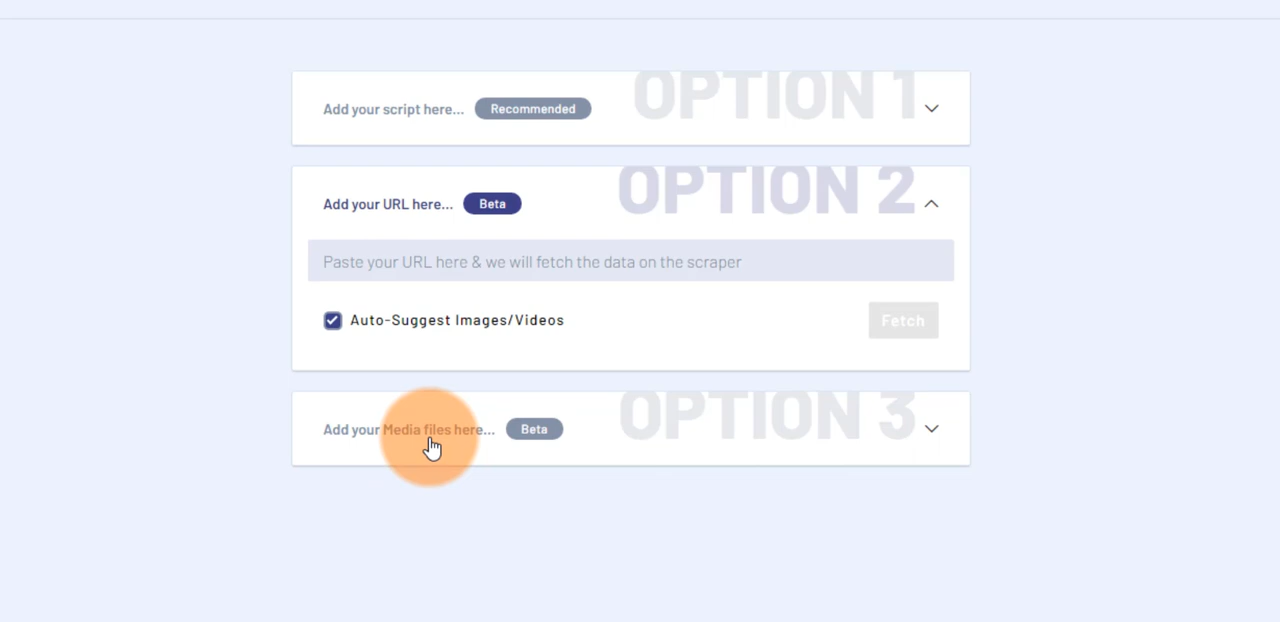 Add your script here... Recommended OPTION 1
Add your URL here... Beta OPTION 2
Paste your URL here & we will fetch the data on the scraper
Auto-Suggest Images/Videos Fetch
Add your Media files here... Beta OPTION 3